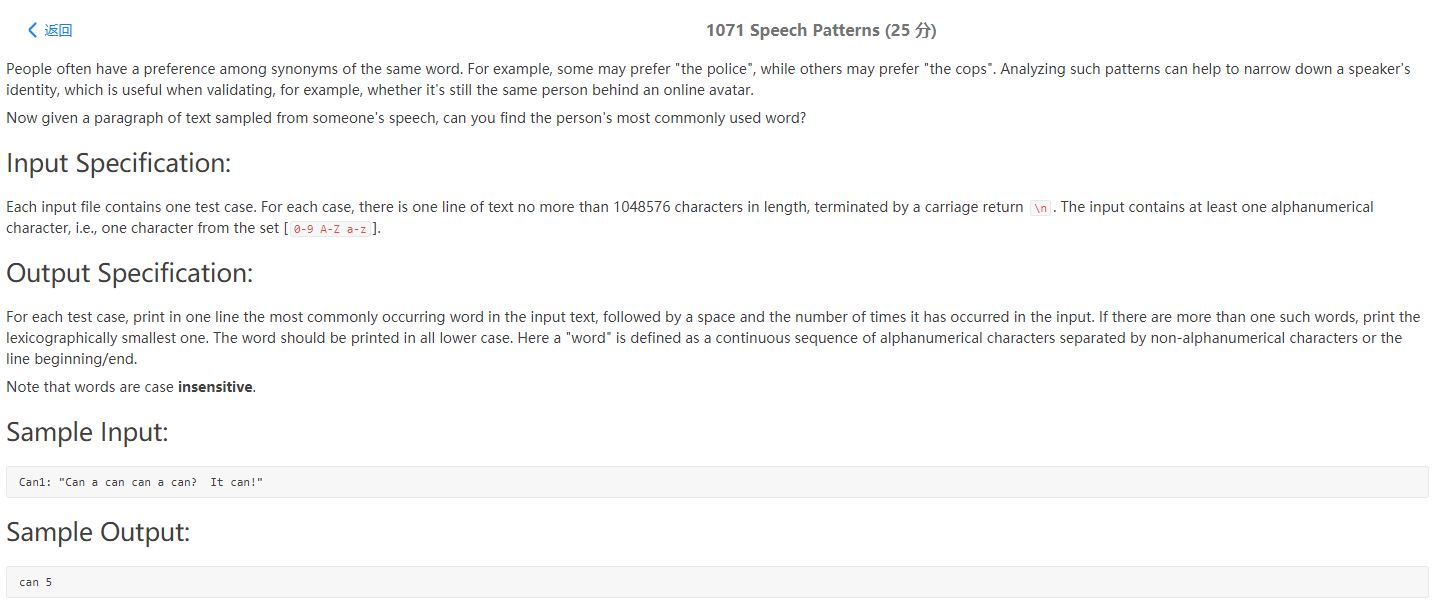 返回
1071 Speech Patterns (25 分)
People often have a preference among synonyms of the same word. For example, some may prefer "the police", while others may prefer "the cops". Analyzing such patterns can help to narrow down a speaker's
identity, which is useful when validating, for example, whether it's still the same person behind an online avatar.
Now given a paragraph of text sampled from someone's speech, can you find the person's most commonly used word?
Input Specification:
Each input file contains one test case. For each case, there is one line of text no more than 1048576 characters in length, terminated by a carriage return \n. The input contains at least one alphanumerical
character, i.e., one character from the set [0-9 A-Z a-z].
Output Specification:
For each test case, print in one line the most commonly occurring word in the input text, followed by a space and the number of times it has occurred in the input. If there are more than one such words, print the
lexicographically smallest one. The word should be printed in all lower case. Here a "word" is defined as a continuous sequence of alphanumerical characters separated by non-alphanumerical characters or the
line beginning/end.
Note that words are case insensitive.
Sample Input:
Can1: "Can a can can a can?  It can!"
Sample Output:
can 5